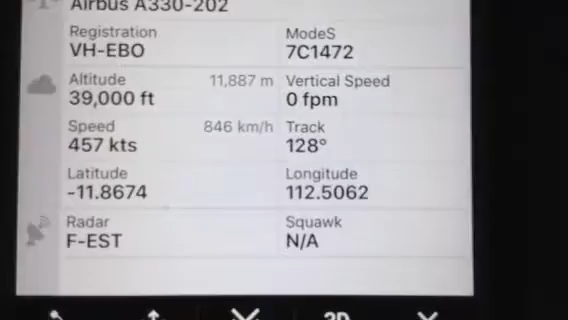 Airbus A330-202
Registration ModeS
VH-EBO 7C1472
Altitude 11,887 m Vertical Speed
39,000 ft 0 fpm
Speed 846 km/h Track
457 kts 128°
Latitude Longitude
-11.8674 112.5062
Radar Squawk
F-EST N/A
3D